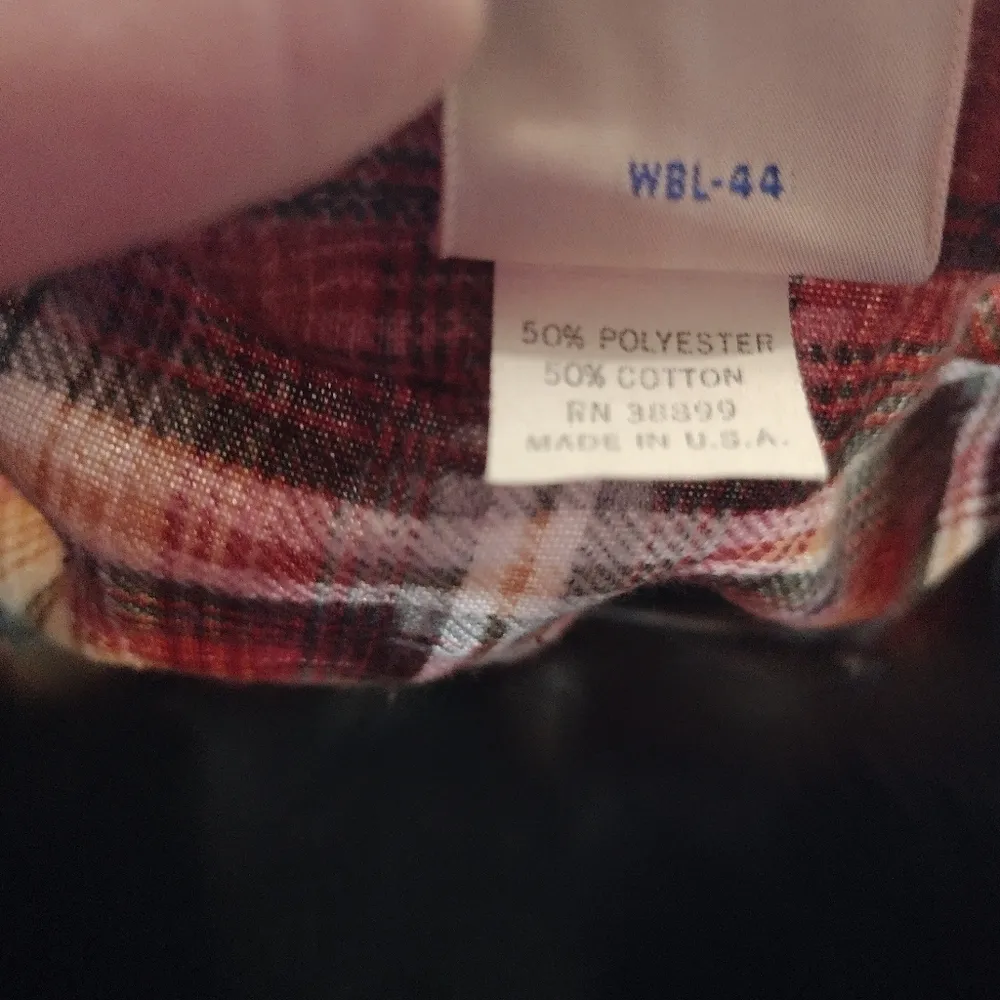 WBL-44
50% POLYESTER
50% COTTON
RN 38899
MADE IN U.S.A.